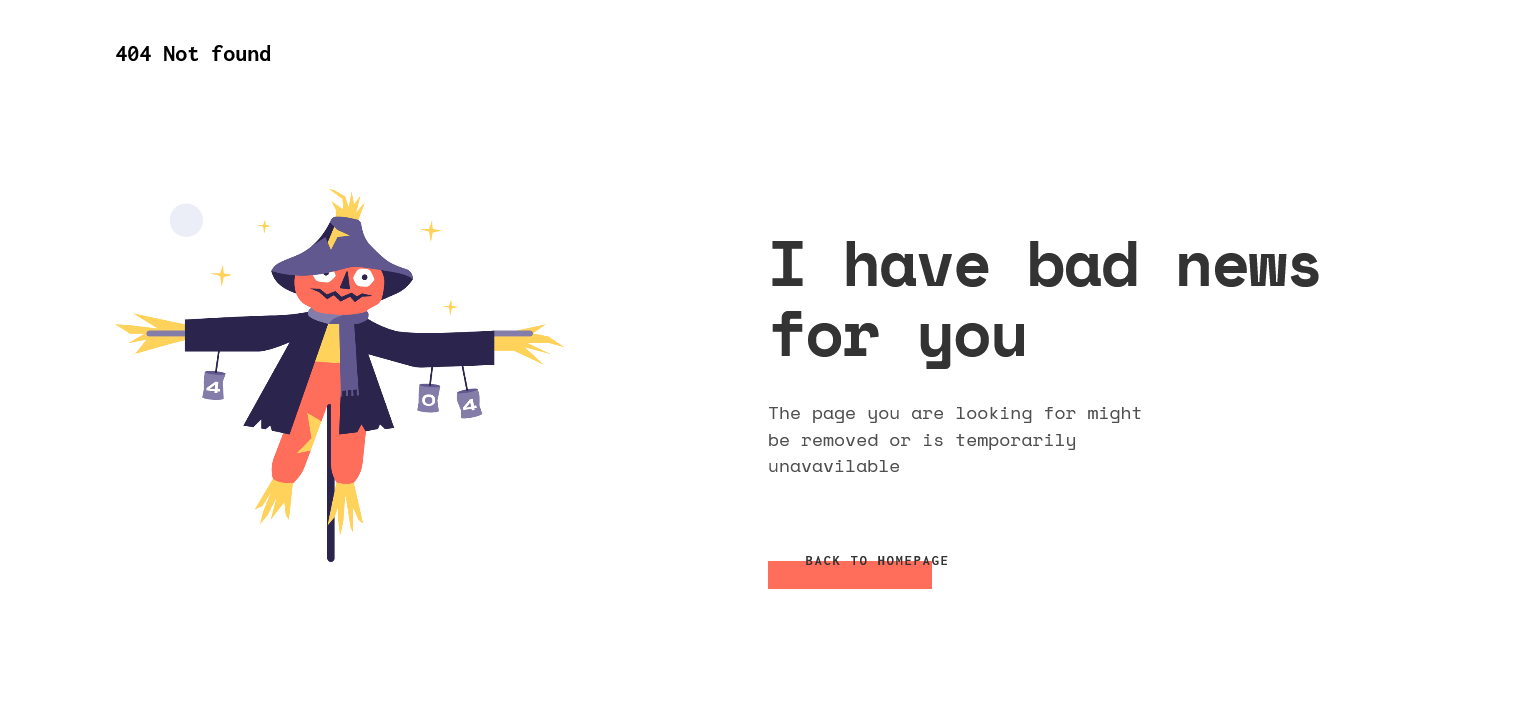 404 Not found
I have bad news
for you
4
0
4
The page you are looking for might
be removed or is temporarily
unavailable
BACK TO HOMEPAGE